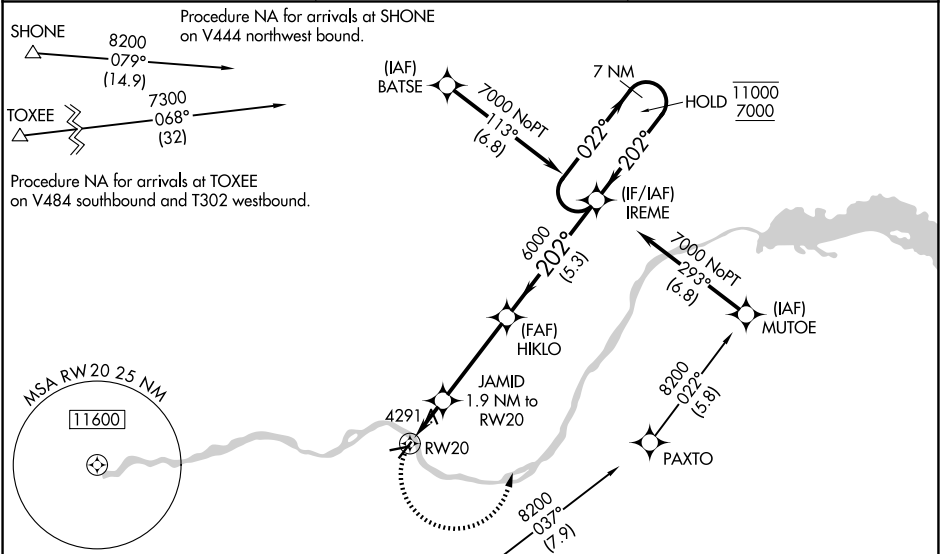 Procedure NA for arrivals at SHONE
on V444 northwest bound.
SHONE
8200
079°
(14.9)
TOXEE
7300
068°
(32)
Procedure NA for arrivals at TOXEE
on V484 southbound and T302 westbound.
(IAF)
BATSE
7000 NoPT
113°
(6.8)
7 NM
HOLD
11000
7000
022°
202°
(IF/IAF)
IREME
6000
202°
(5.3)
7000 NoPT
293°
(6.8)
(IAF)
MUTOE
(FAF)
HIKLO
8200
022°
(5.8)
JAMID
1.9 NM to
RW20
4291
RW20
PAXTO
8200
037°
(7.9)
MSA RW20 25 NM
11600